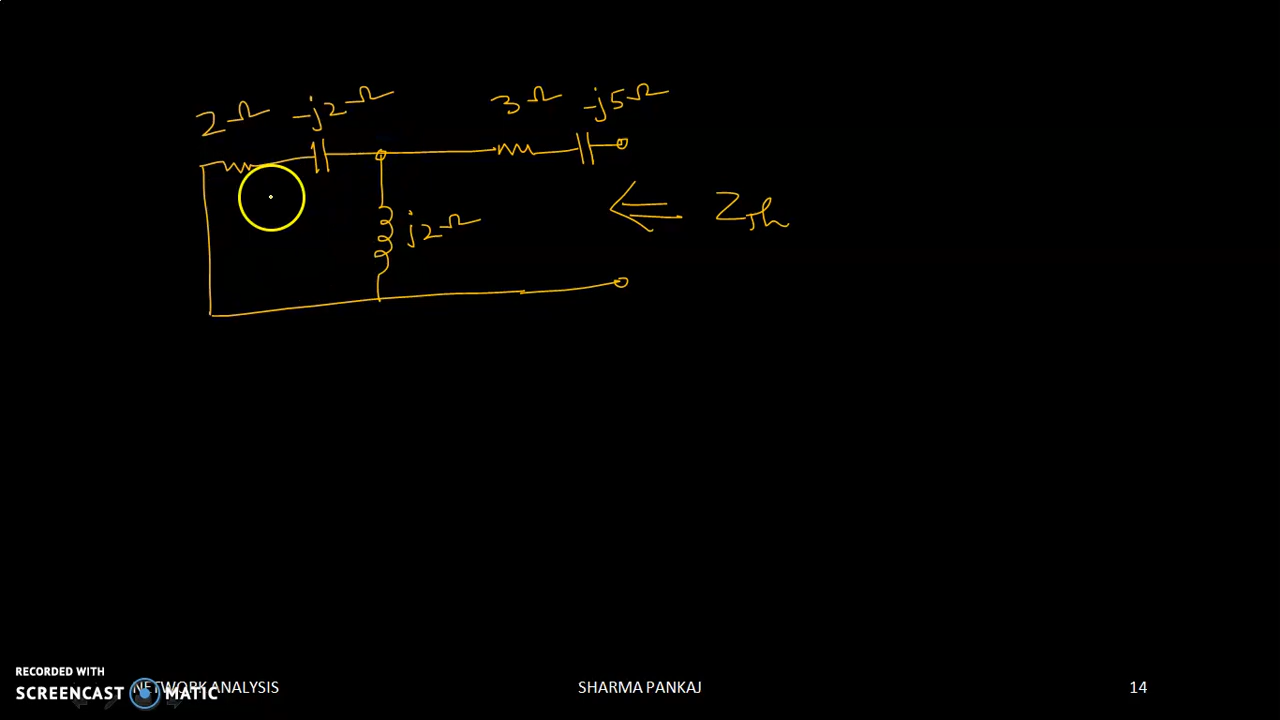 2Ω -j2Ω 3Ω -j5Ω
j2Ω
ZTh
RECORDED WITH
SCREENCAST MATIC
NETWORK ANALYSIS SHARMA PANKAJ 14